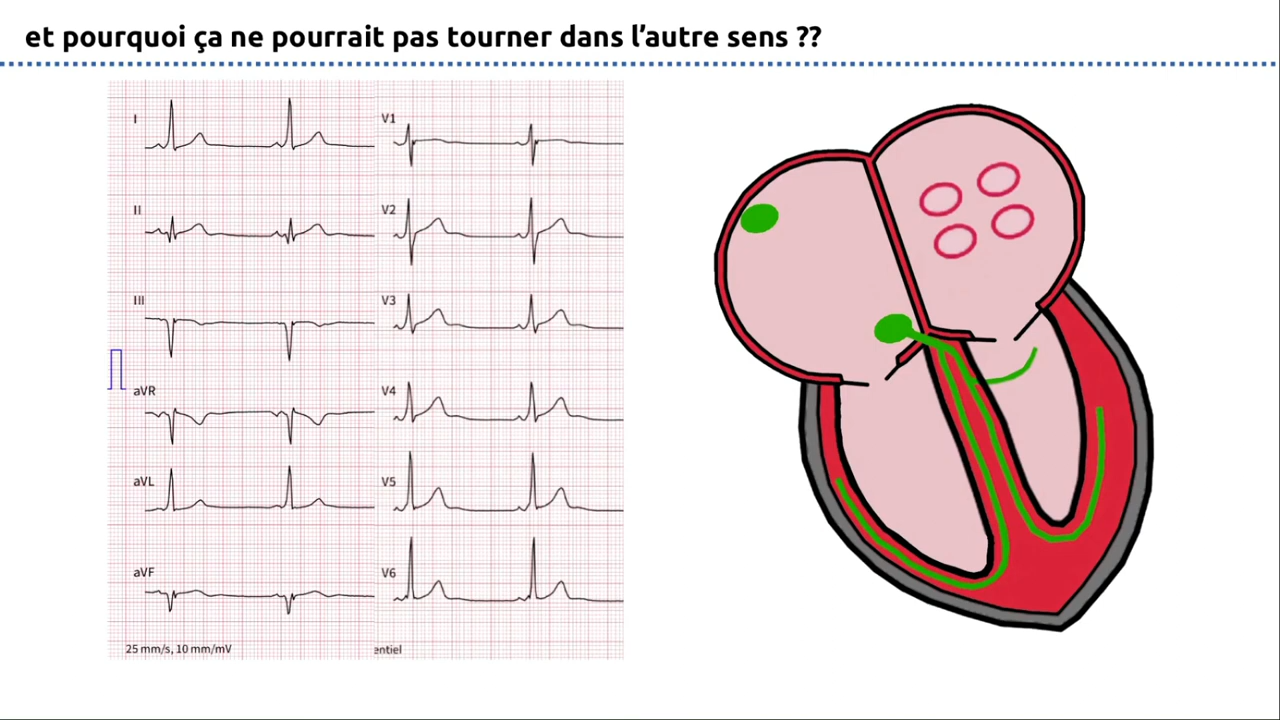 et pourquoi ça ne pourrait pas tourner dans l’autre sens ??
I
II
III
aVR
aVL
aVF
25 mm/s, 10 mm/mV
V1
V2
V3
V4
V5
V6
entiel